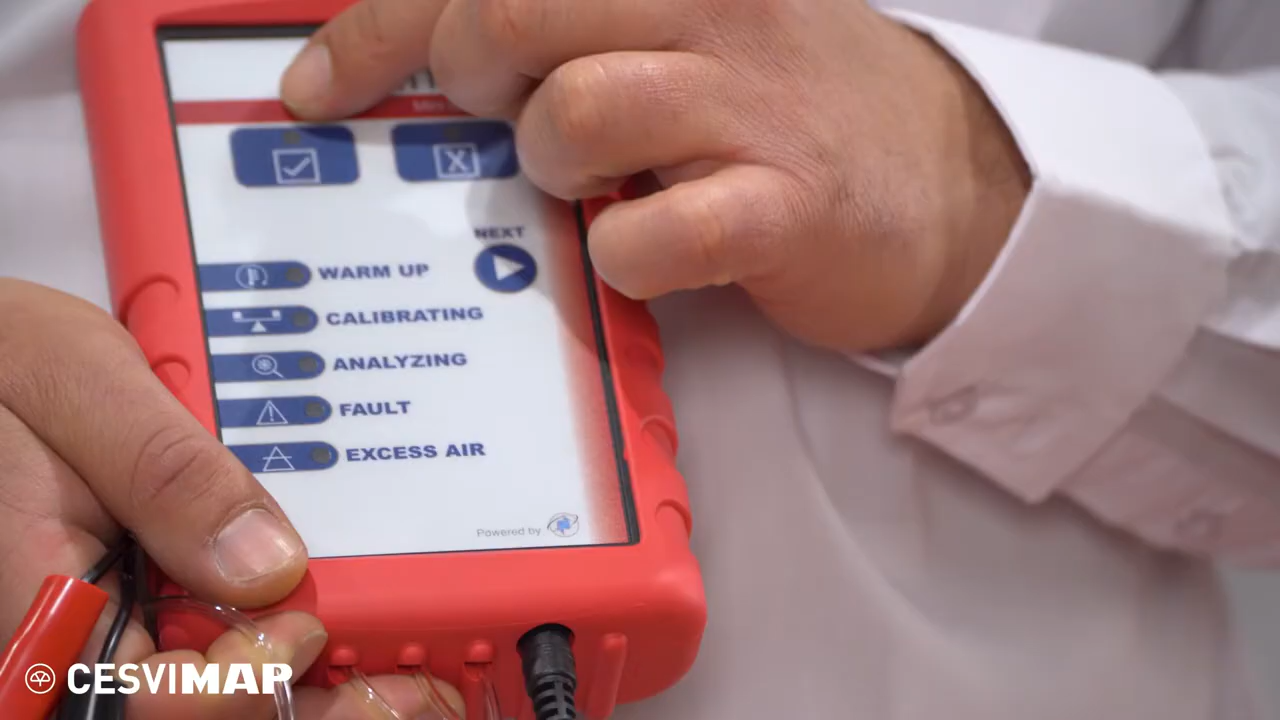 NEXT
WARM UP
CALIBRATING
ANALYZING
FAULT
EXCESS AIR
Powered by
CESVIMAP